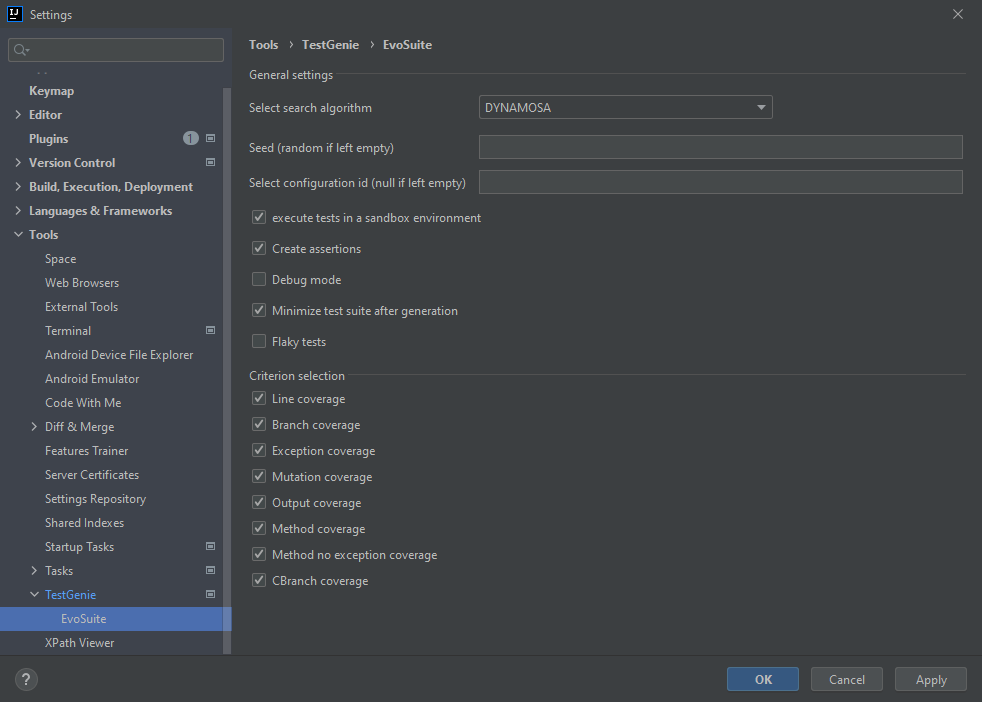 Settings
Keymap
Editor
Plugins 1
Version Control
Build, Execution, Deployment
Languages & Frameworks
Tools
Space
Web Browsers
External Tools
Terminal
Android Device File Explorer
Android Emulator
Code With Me
Diff & Merge
Features Trainer
Server Certificates
Settings Repository
Shared Indexes
Startup Tasks
Tasks
TestGenie
EvoSuite
XPath Viewer
Tools › TestGenie › EvoSuite
General settings
Select search algorithm DYNAMOSA
Seed (random if left empty)
Select configuration id (null if left empty)
execute tests in a sandbox environment
Create assertions
Debug mode
Minimize test suite after generation
Flaky tests
Criterion selection
Line coverage
Branch coverage
Exception coverage
Mutation coverage
Output coverage
Method coverage
Method no exception coverage
CBranch coverage
? OK Cancel Apply